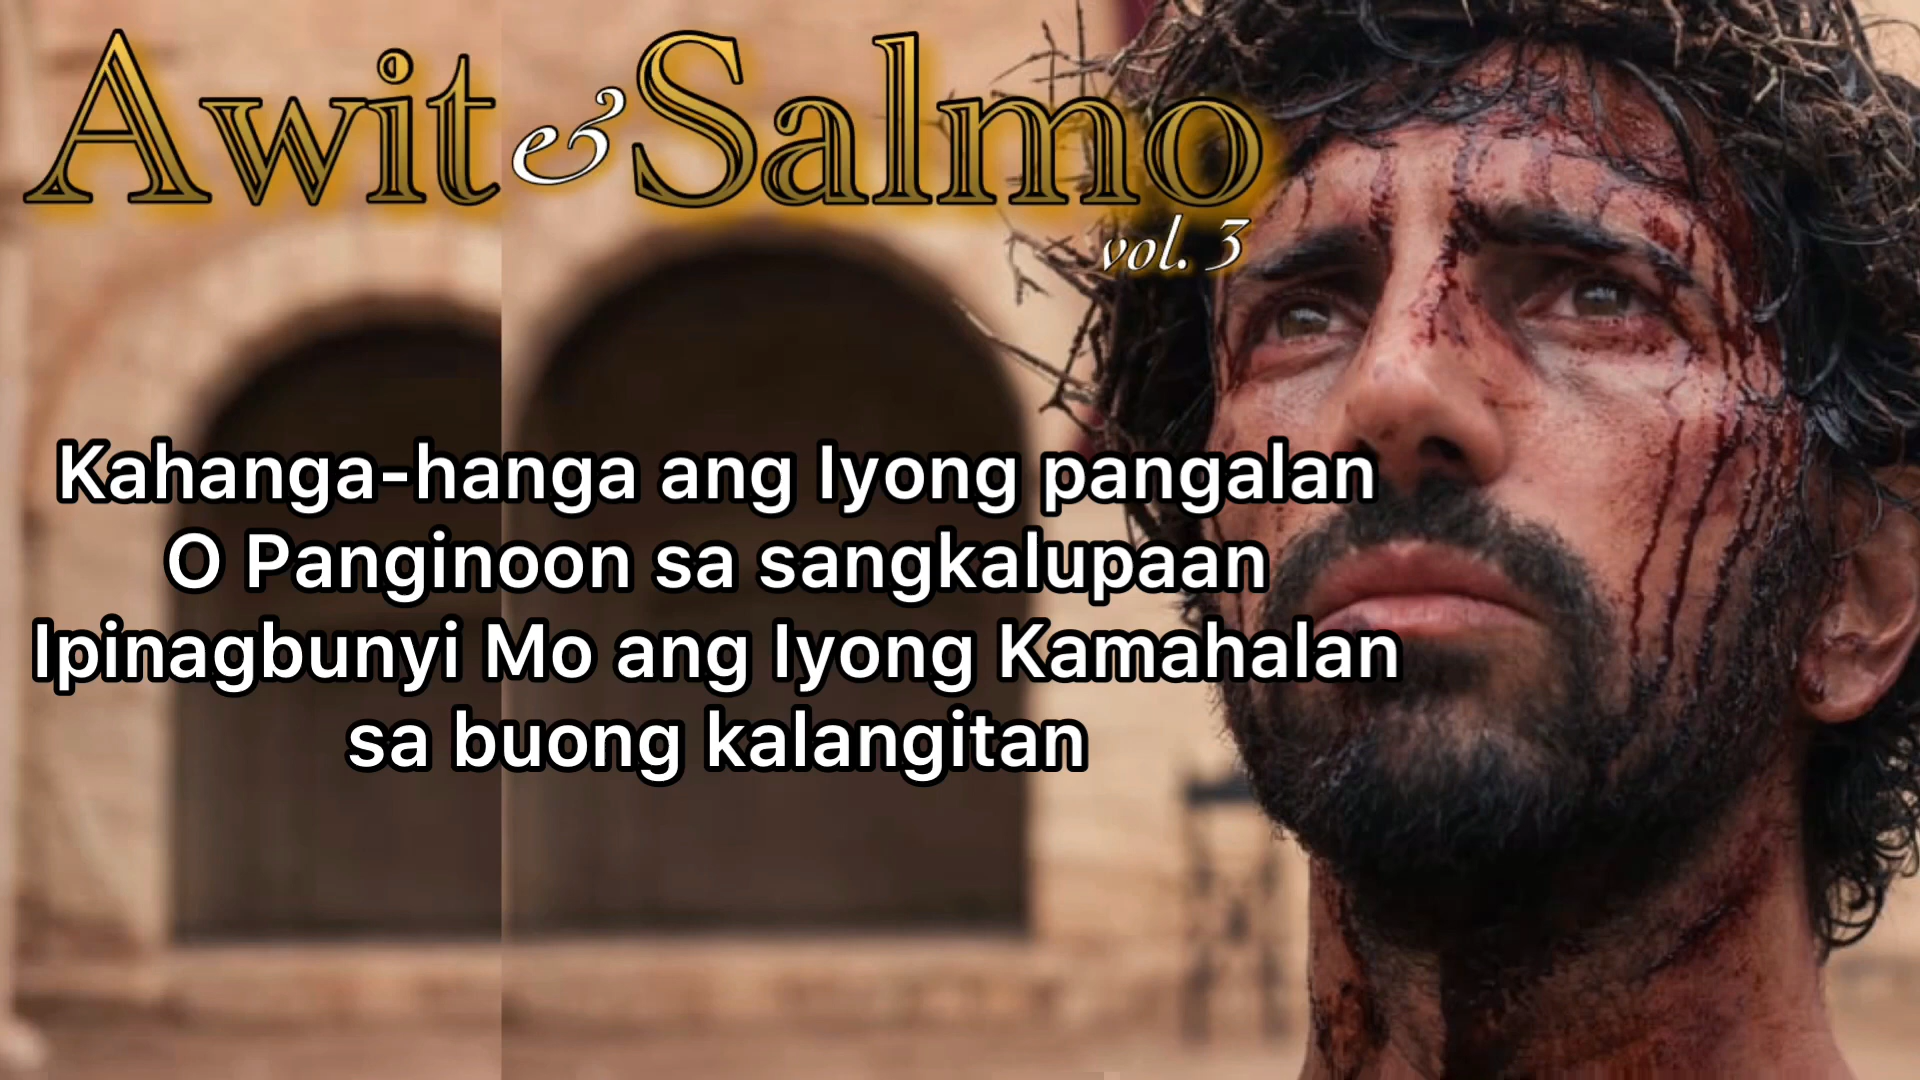 Awit & Salmo
vol. 3
Kahanga-hanga ang Iyong pangalan
O Panginoon sa sangkalupaan
Ipinagbunyi Mo ang Iyong Kamahalan
sa buong kalangitan